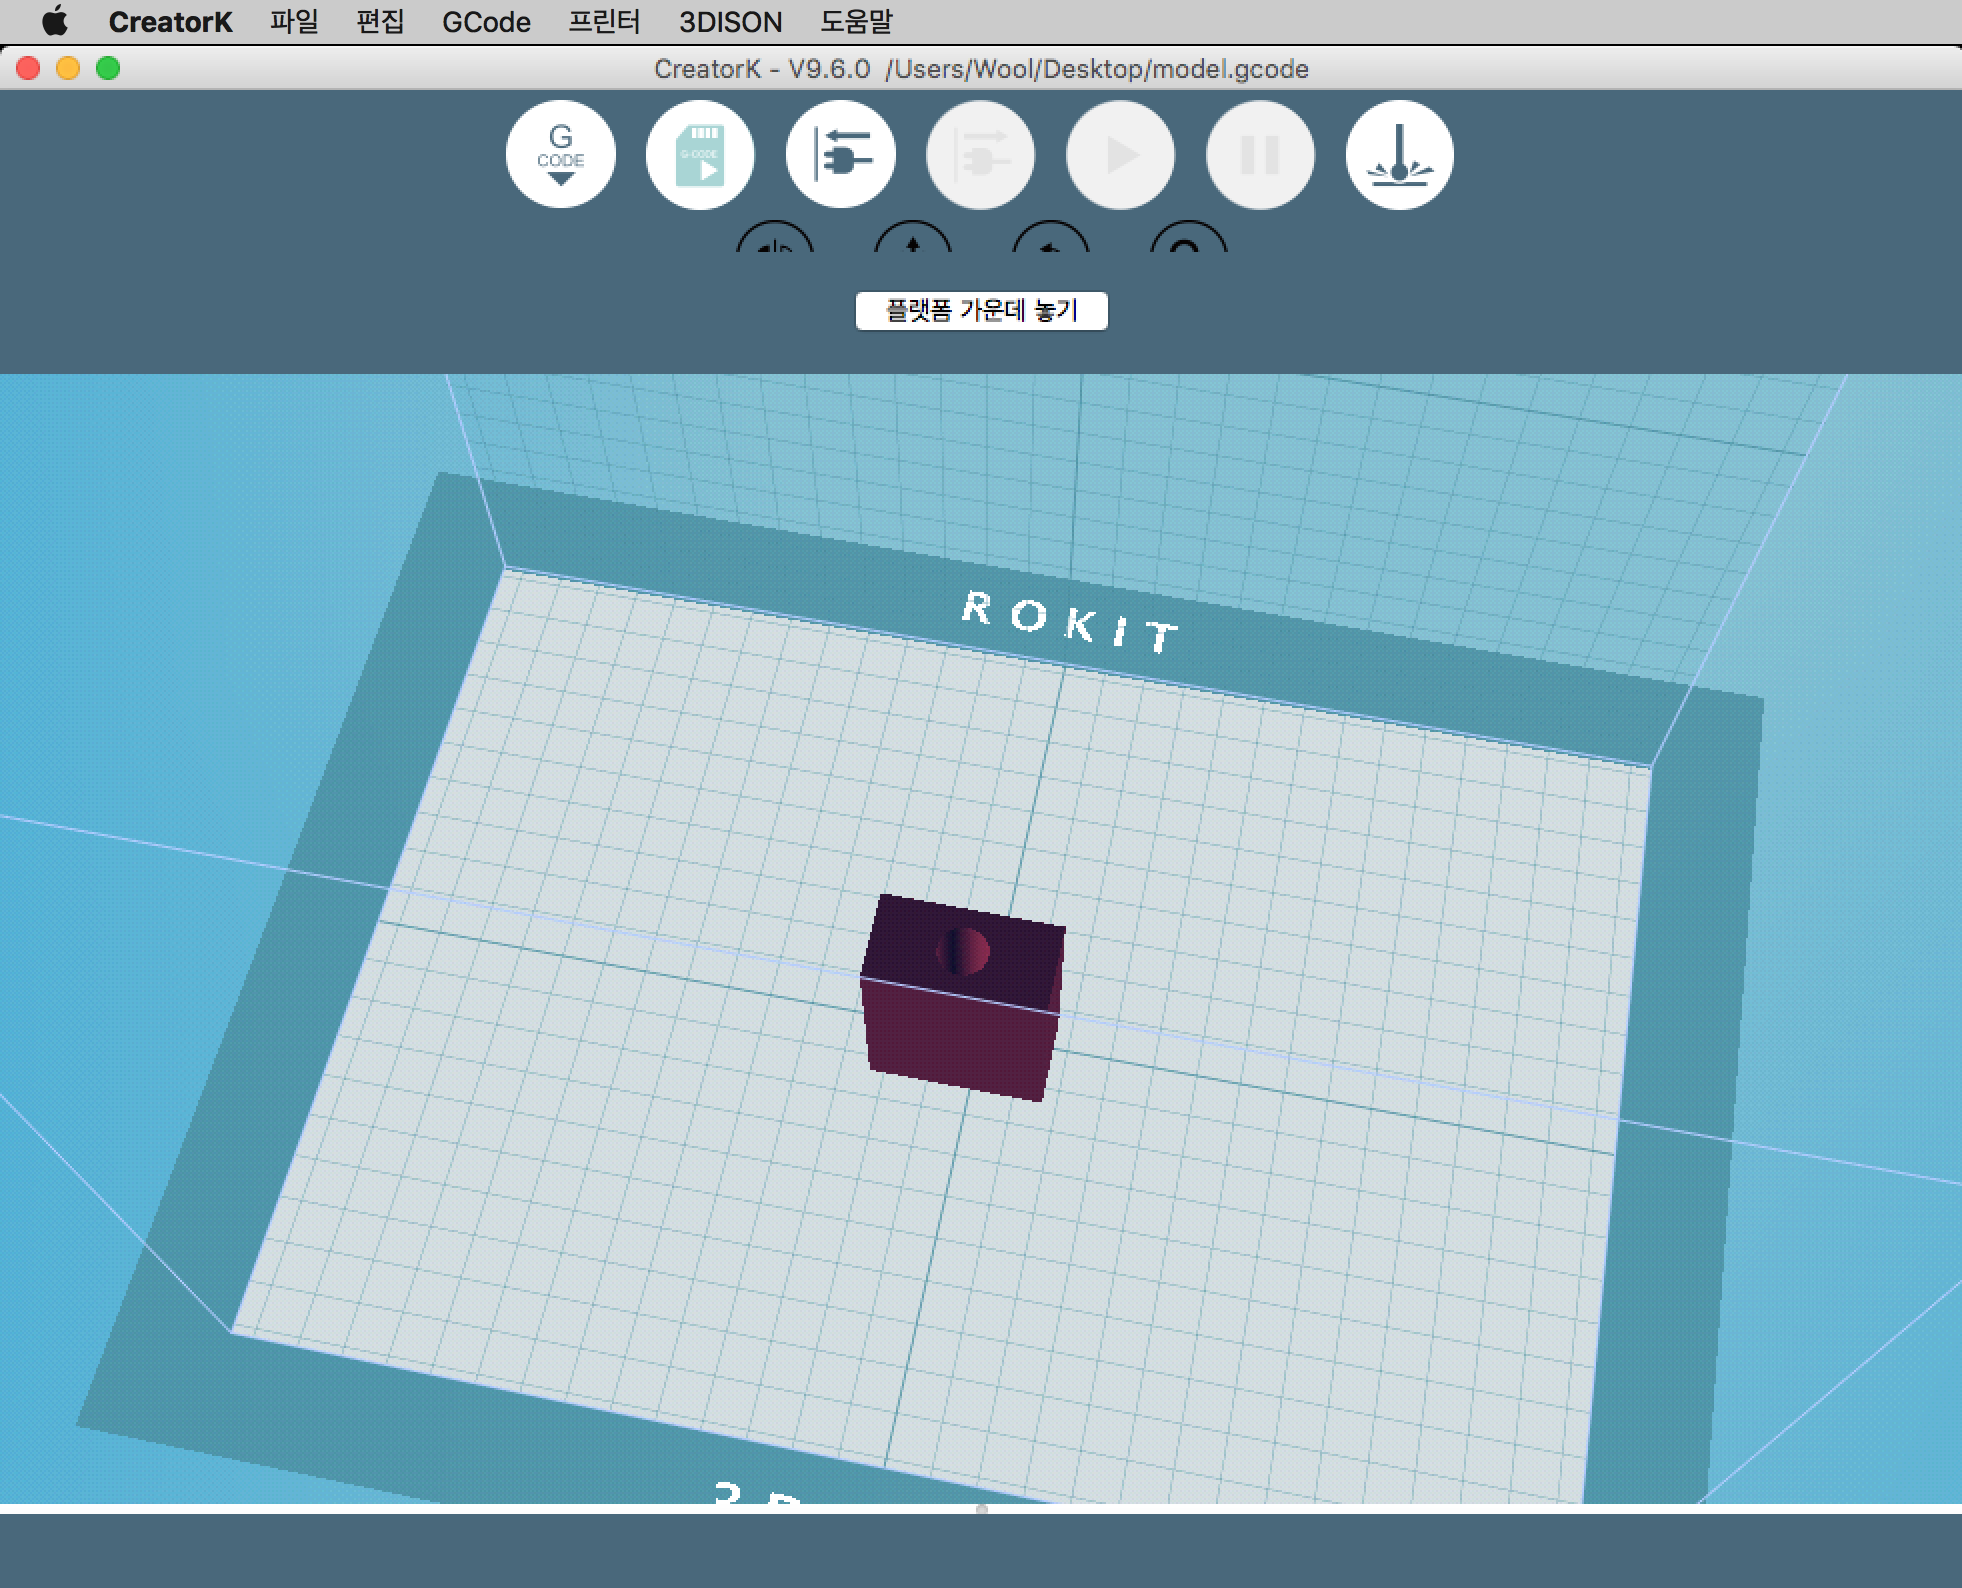 CreatorK 파일 편집 GCode 프린터 3DISON 도움말
CreatorK - V9.6.0 /Users/Wool/Desktop/model.gcode
G
CODE
G-CODE
플랫폼 가운데 놓기
ROKIT